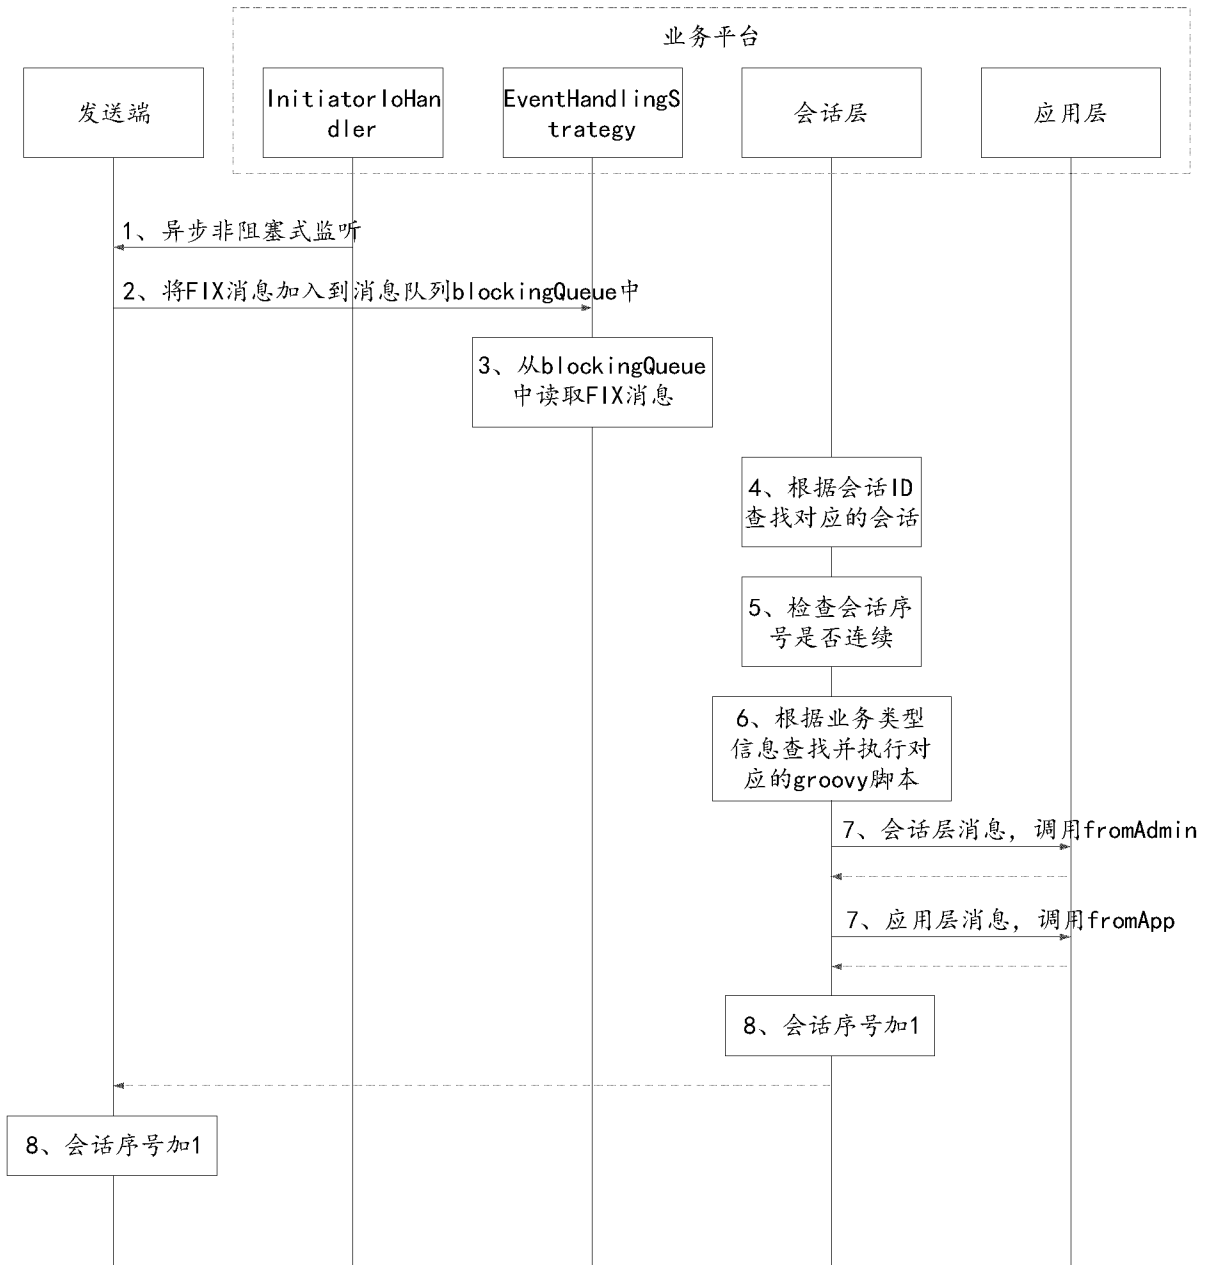 业务平台
发送端
InitiatorIoHan
dler
EventHandlingS
trategy
会话层
应用层
1、异步非阻塞式监听
2、将FIX消息加入到消息队列blockingQueue中
3、从blockingQueue
中读取FIX消息
4、根据会话ID
查找对应的会话
5、检查会话序
号是否连续
6、根据业务类型
信息查找并执行对
应的groovy脚本
7、会话层消息，调用fromAdmin
7、应用层消息，调用fromApp
8、会话序号加1
8、会话序号加1